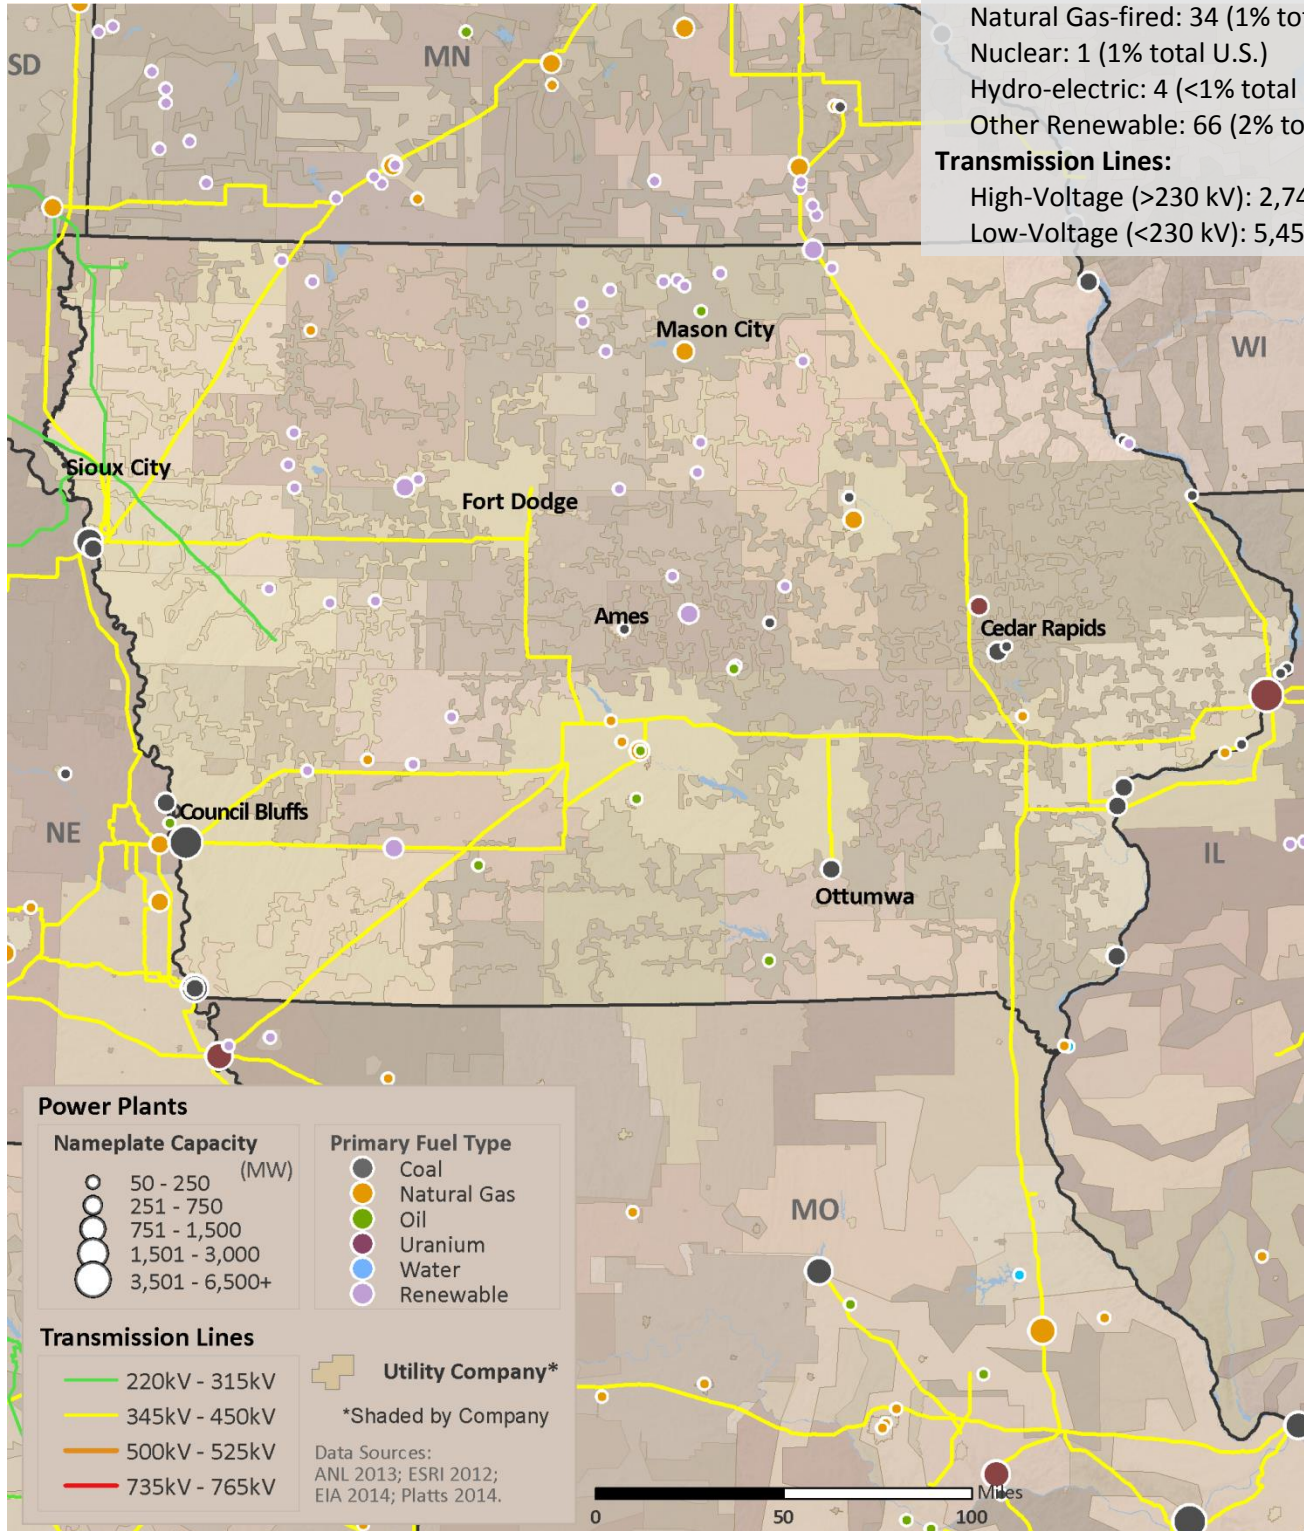 Natural Gas-fired: 34 (1% to
Nuclear: 1 (1% total U.S.)
Hydro-electric: 4 (<1% total
Other Renewable: 66 (2% to
Transmission Lines:
High-Voltage (>230 kV): 2,74
Low-Voltage (<230 kV): 5,45
SD
MN
WI
Mason City
Sioux City
Fort Dodge
Ames
Cedar Rapids
Council Bluffs
NE
IL
Ottumwa
MO
Power Plants
Nameplate Capacity
(MW)
50 - 250
251 - 750
751 - 1,500
1,501 - 3,000
3,501 - 6,500+
Primary Fuel Type
Coal
Natural Gas
Oil
Uranium
Water
Renewable
Transmission Lines
220kV - 315kV
345kV - 450kV
500kV - 525kV
735kV - 765kV
Utility Company*
*Shaded by Company
Data Sources:
ANL 2013; ESRI 2012;
EIA 2014; Platts 2014.
Miles
0 50 100